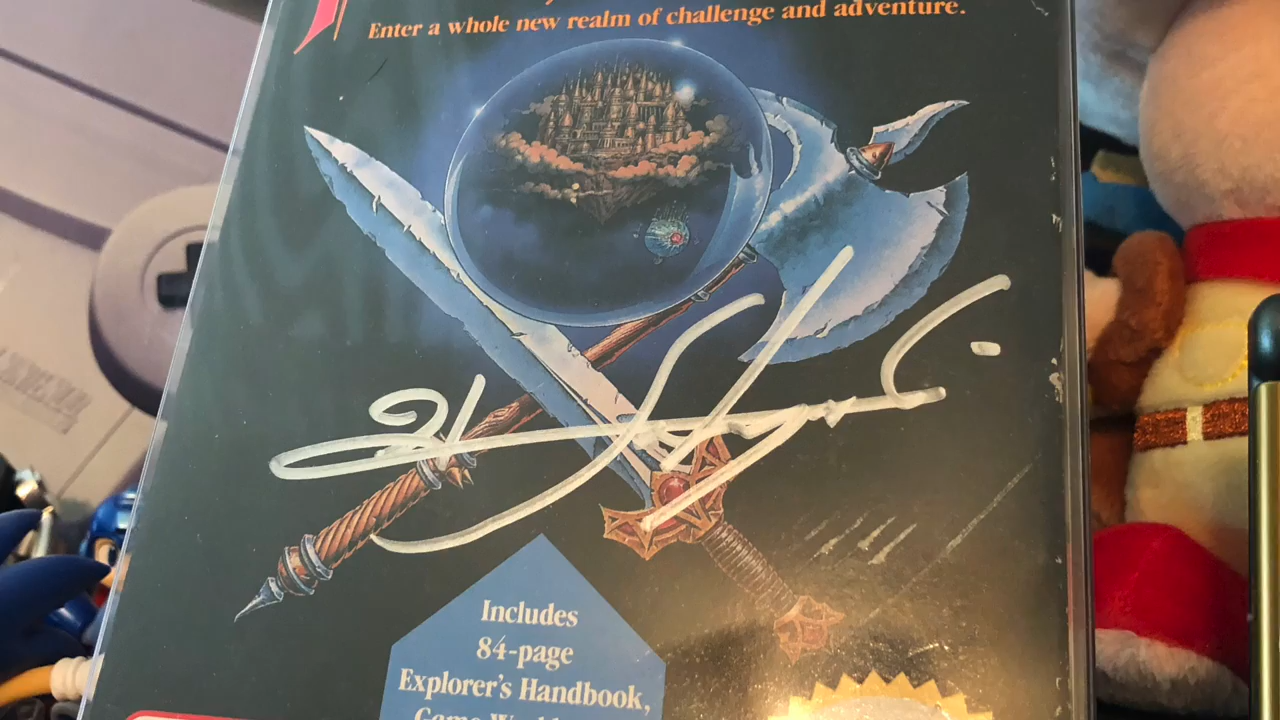 Enter a whole new realm of challenge and adventure.
Includes
84-page
Explorer's Handbook,